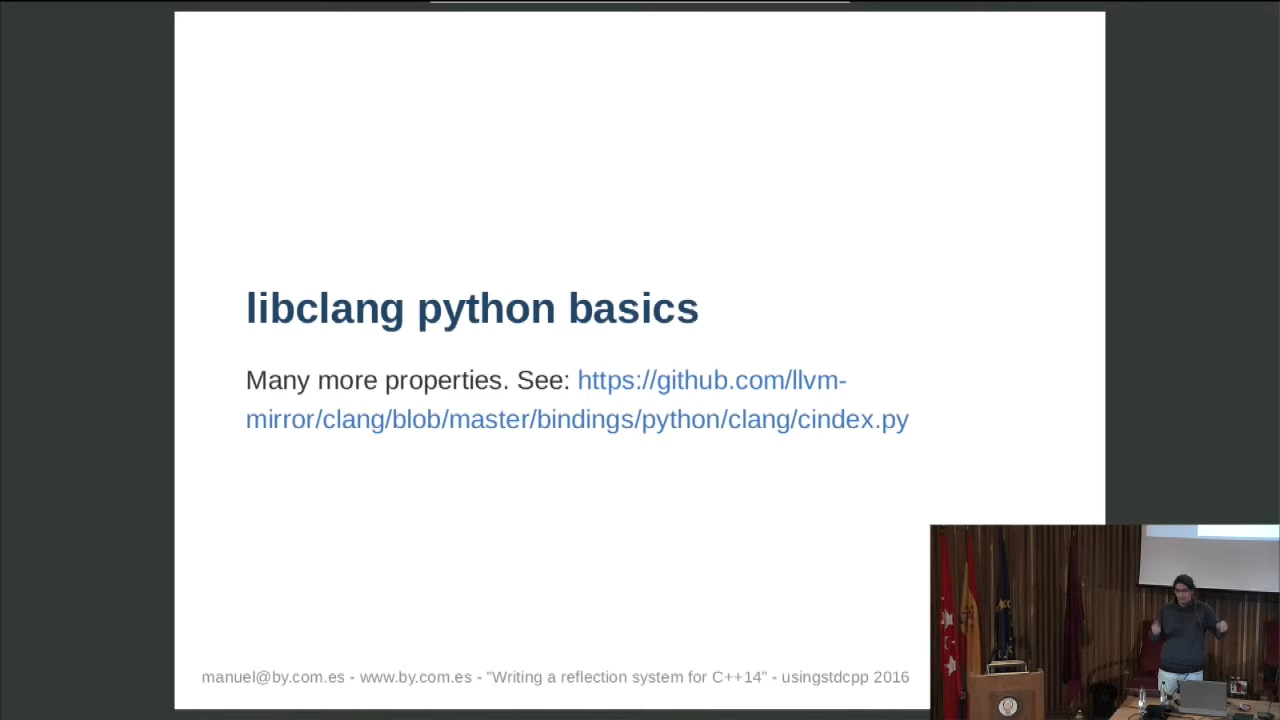 libclang python basics
Many more properties. See: https://github.com/llvm-
mirror/clang/blob/master/bindings/python/clang/cindex.py
manuel@by.com.es - www.by.com.es - "Writing a reflection system for C++14" - usingstdcpp 2016